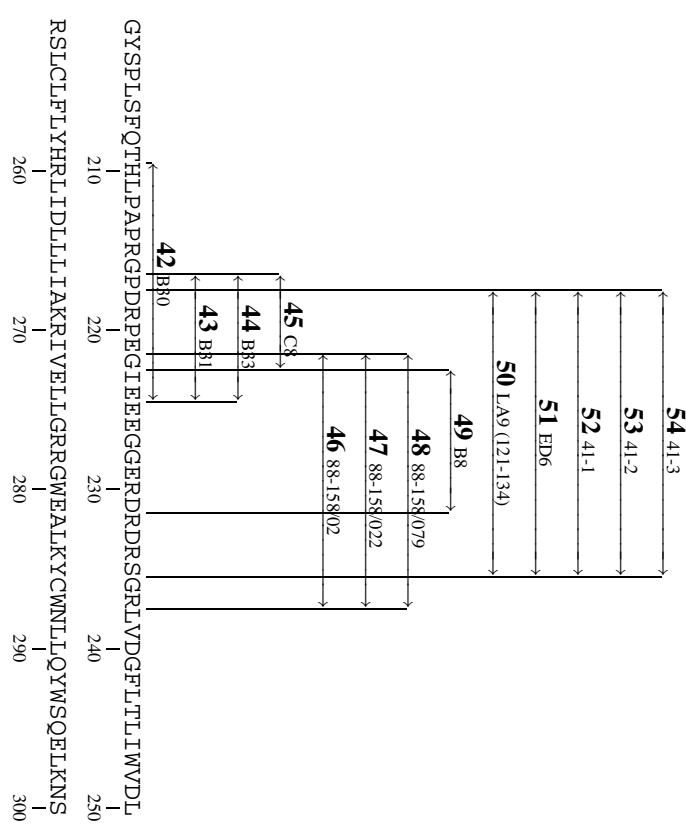 54 41-3
53 41-2
52 41-1
51 ED6
50 LA9 (121-134)
49 B8
48 88-158/079
47 88-158/022
46 88-158/02
45 C8
44 B33
43 B31
42 B30
GYSPLSFQTHLPAPRGPDRPEGIEEEGGERDRDRSGRLVDGFLTLIWVDL
210 220 230 240 250
RSLCLFLYHRLIDLLLIAKRIVELLGRRGWEALKYCWNLLQYWSQELKNS
260 270 280 290 300